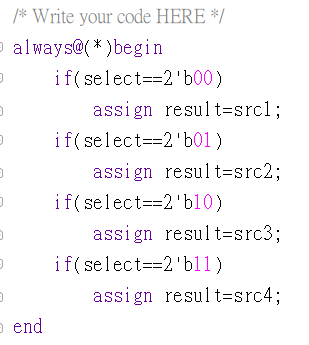 /* Write your code HERE */
always@(*)begin
    if(select==2'b00)
        assign result=src1;
    if(select==2'b01)
        assign result=src2;
    if(select==2'b10)
        assign result=src3;
    if(select==2'b11)
        assign result=src4;
end